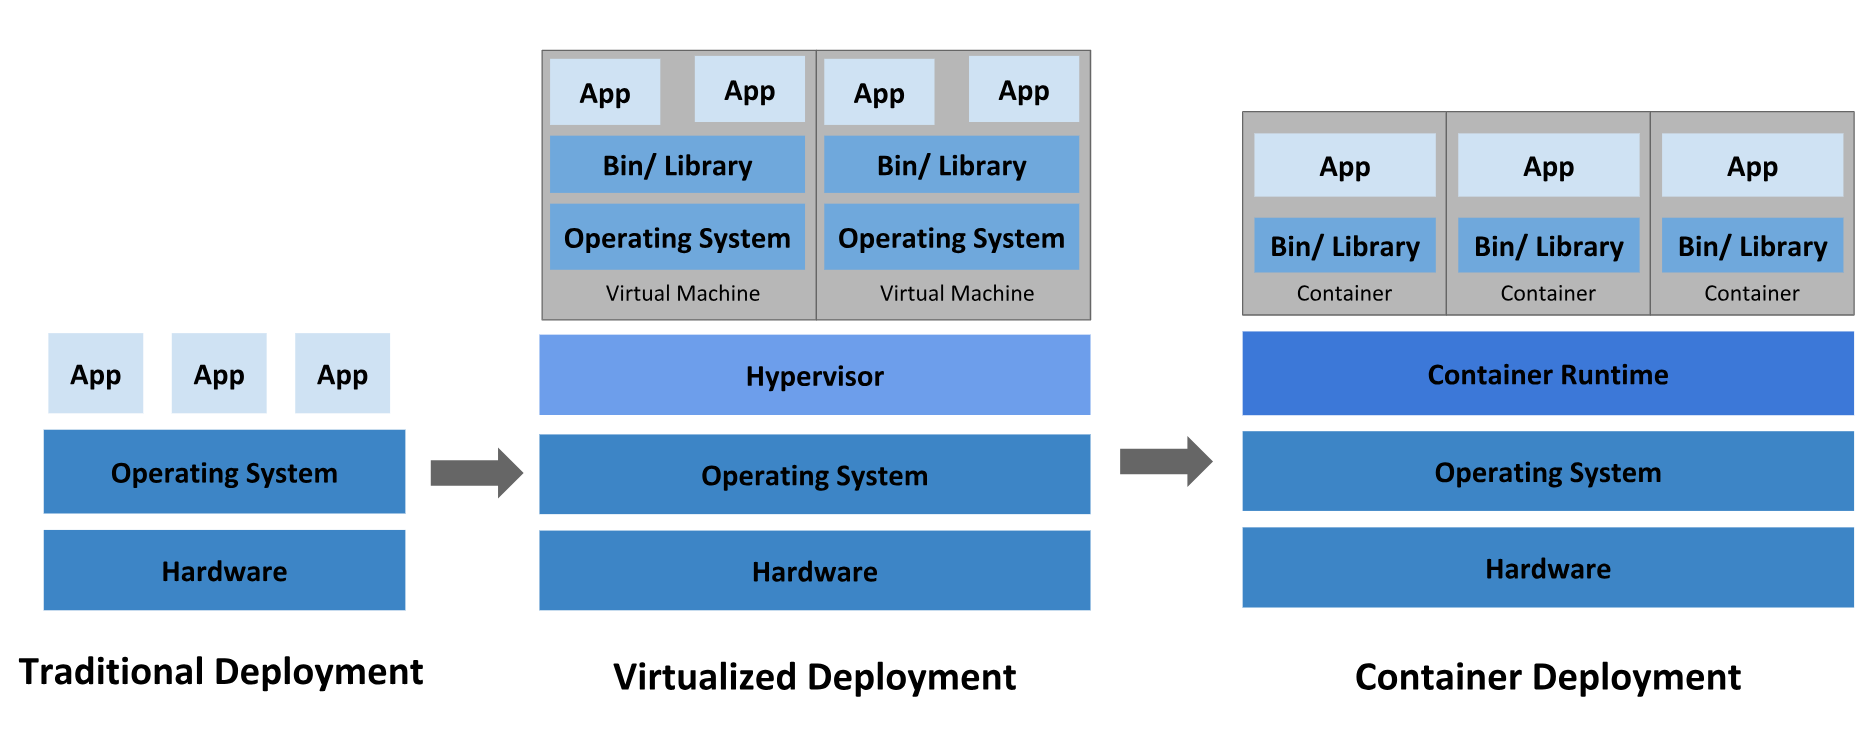 App
App
App
Operating System
Hardware
Traditional Deployment
App
App
Bin/ Library
Operating System
Virtual Machine
App
App
Bin/ Library
Operating System
Virtual Machine
Hypervisor
Operating System
Hardware
Virtualized Deployment
App
Bin/ Library
Container
App
Bin/ Library
Container
App
Bin/ Library
Container
Container Runtime
Operating System
Hardware
Container Deployment